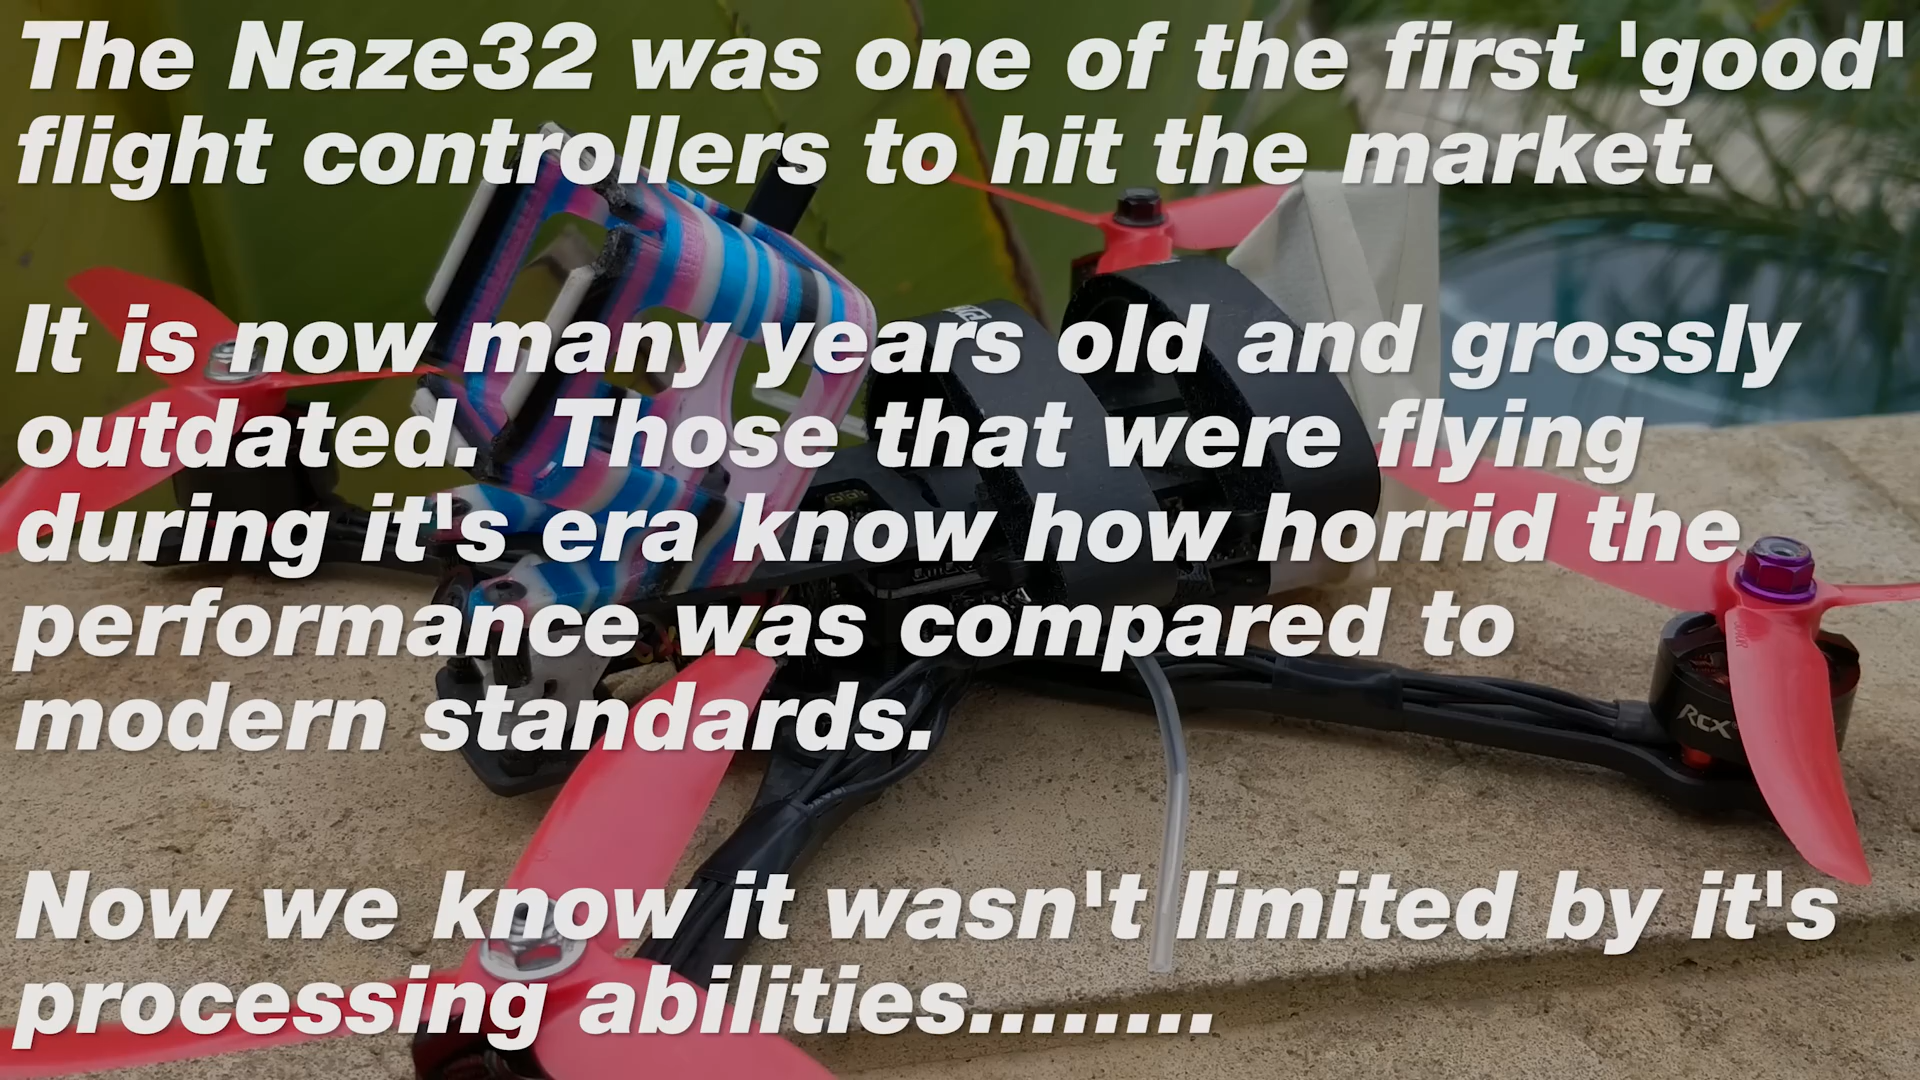 The Naze32 was one of the first 'good'
flight controllers to hit the market.
It is now many years old and grossly
outdated.  Those that were flying
during it's era know how horrid the
performance was compared to
modern standards.
Now we know it wasn't limited by it's
processing abilities........
RCX